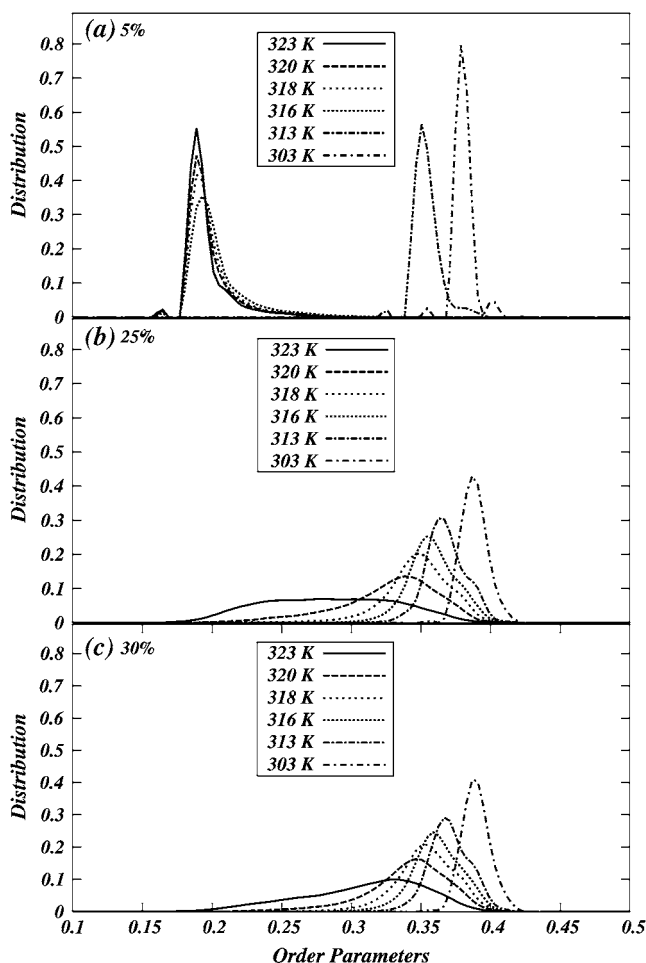 (a) 5%
0.8
0.7
0.6
0.5
0.4
0.3
0.2
0.1
0
Distribution
323 K
320 K
318 K
316 K
313 K
303 K
(b) 25%
0.8
0.7
0.6
0.5
0.4
0.3
0.2
0.1
0
Distribution
323 K
320 K
318 K
316 K
313 K
303 K
(c) 30%
0.8
0.7
0.6
0.5
0.4
0.3
0.2
0.1
0
Distribution
323 K
320 K
318 K
316 K
313 K
303 K
0.1 0.15 0.2 0.25 0.3 0.35 0.4 0.45 0.5
Order Parameters